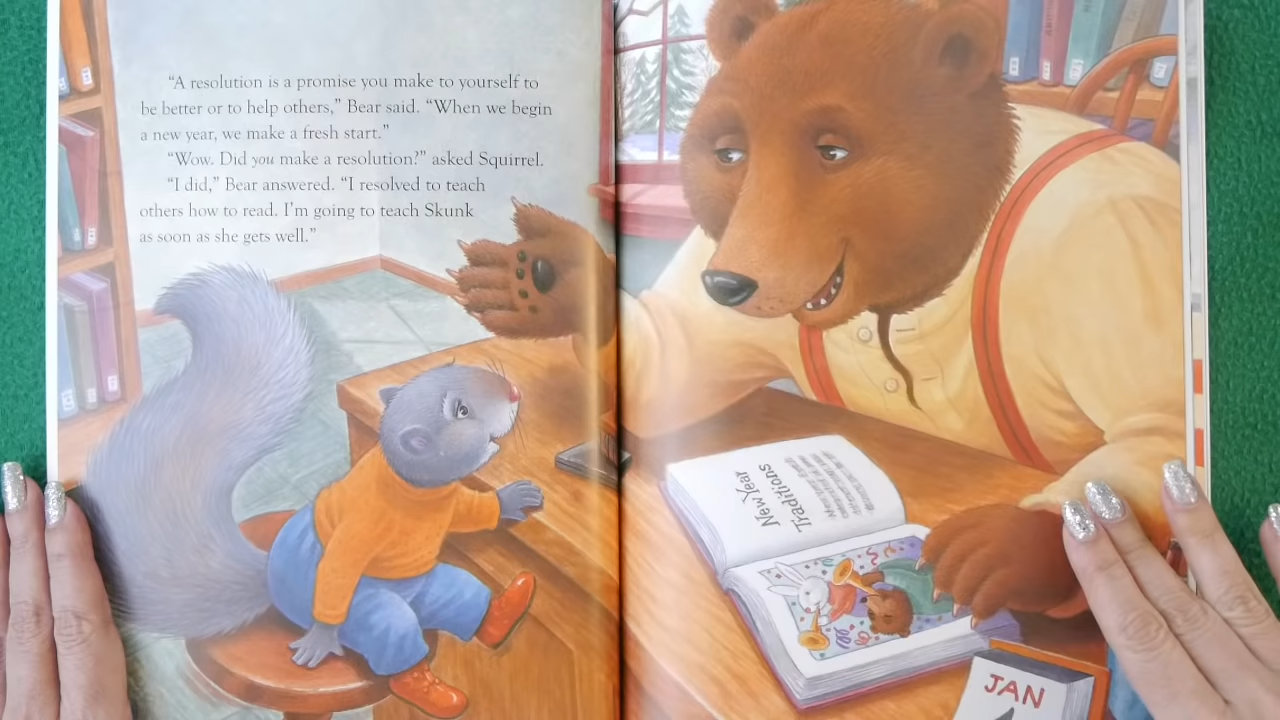 “A resolution is a promise you make to yourself to
be better or to help others,” Bear said. “When we begin
a new year, we make a fresh start.”
“Wow. Did you make a resolution?” asked Squirrel.
“I did,” Bear answered. “I resolved to teach
others how to read. I’m going to teach Skunk
as soon as she gets well.”
New Year
Traditions
JAN